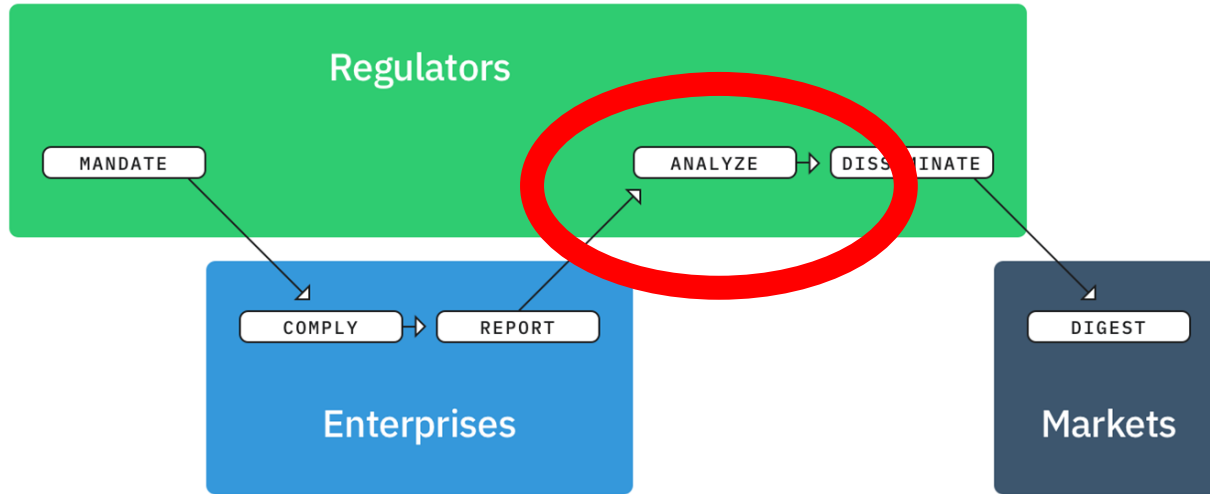 Regulators
MANDATE
ANALYZE
DISSEMINATE
COMPLY
REPORT
DIGEST
Enterprises
Markets